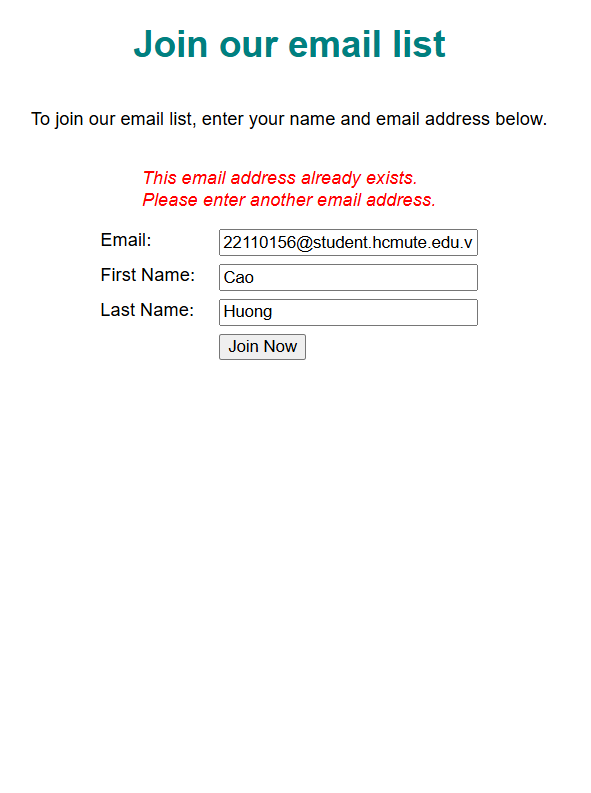 Join our email list
To join our email list, enter your name and email address below.
This email address already exists.
Please enter another email address.
Email: 22110156@student.hcmute.edu.v
First Name: Cao
Last Name: Huong
Join Now